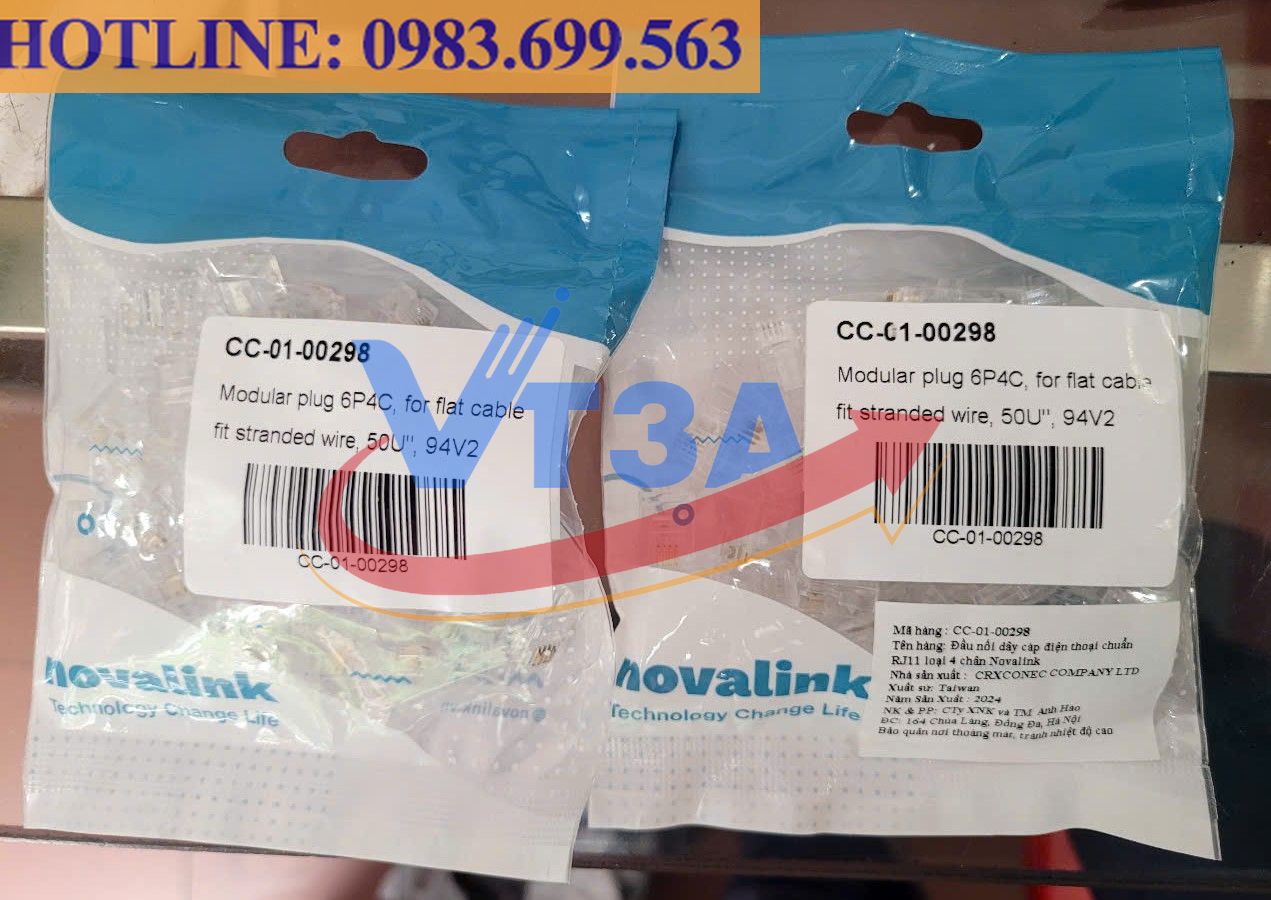 HOTLINE: 0983.699.563
CC-01-00298
Modular plug 6P4C, for flat cable
fit stranded wire, 50U", 94V2
CC-01-00298
novalink
Technology Change Life
novalink.vn
CC-01-00298
Modular plug 6P4C, for flat cable
fit stranded wire, 50U", 94V2
CC-01-00298
novalink
Technology Change Life
Mã hàng : CC-01-00298
Tên hàng: Đầu nối dây cáp điện thoại chuẩn
RJ11 loại 4 chân Novalink
Nhà sản xuất : CRXCONEC COMPANY LTD
Xuất sứ: Taiwan
Năm Sản Xuất : 2024
NK & PP: CTy XNK và TM Anh Hào
ĐC: 164 Chùa Láng, Đống Đa, Hà Nội
Bảo quản nơi thoáng mát, tránh nhiệt độ cao
VT3A